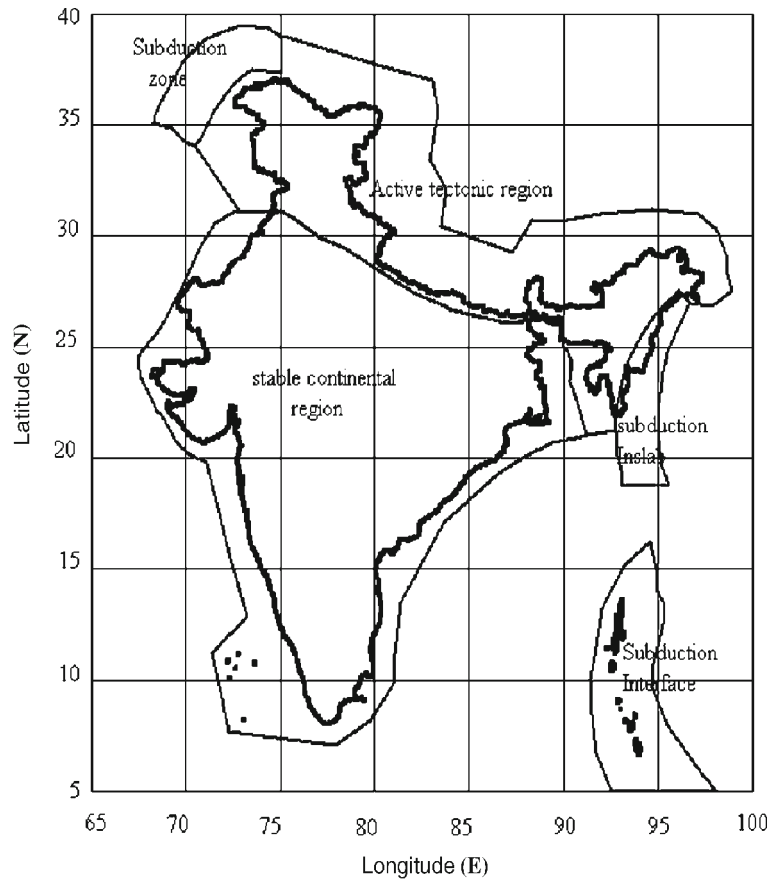 40
35
30
25
20
15
10
5
Latitude (N)
Subduction
zone
Active tectonic region
stable continental
region
subduction
Inslab
Subduction
Interface
65
70
75
80
85
90
95
100
Longitude (E)